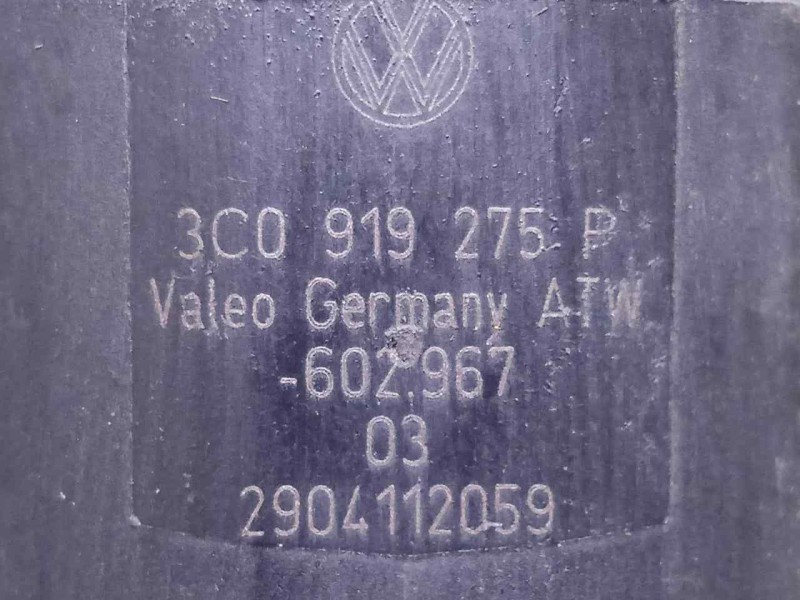 3C0 919 275 P
Valeo Germany ATW
-602.967
03
2904112059